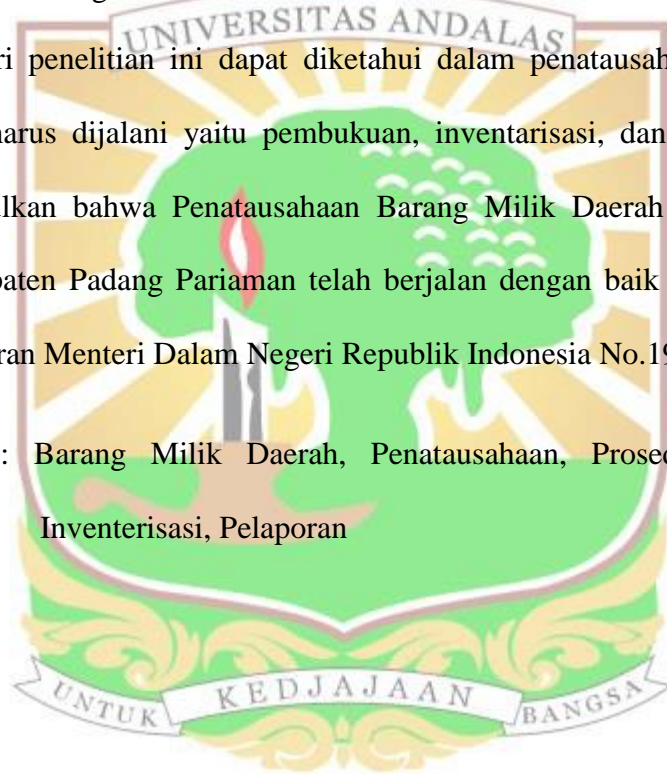 UNIVERSITAS ANDALAS
ri penelitian ini dapat diketahui dalam penatausah
harus dijalani yaitu pembukuan, inventarisasi, dan
lkan bahwa Penatausahaan Barang Milik Daerah
paten Padang Pariaman telah berjalan dengan baik
ran Menteri Dalam Negeri Republik Indonesia No.19
: Barang Milik Daerah, Penatausahaan, Prosed
Inventerisasi, Pelaporan
UNTUK KEDJAJAAN BANGSA